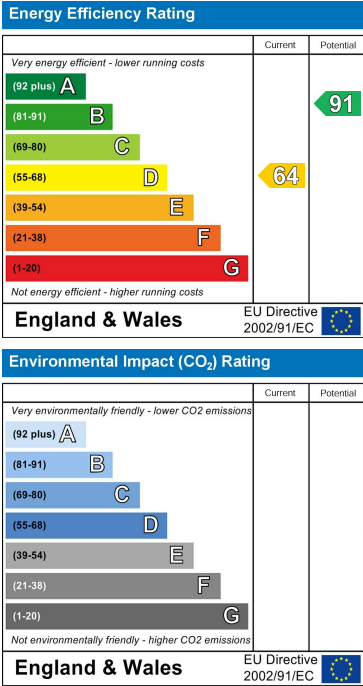 Energy Efficiency Rating
Current Potential
Very energy efficient - lower running costs
(92 plus) A
(81-91) B
91
(69-80) C
(55-68) D
64
(39-54) E
(21-38) F
(1-20) G
Not energy efficient - higher running costs
England & Wales
EU Directive
2002/91/EC
Environmental Impact (CO₂) Rating
Current Potential
Very environmentally friendly - lower CO2 emissions
(92 plus) A
(81-91) B
(69-80) C
(55-68) D
(39-54) E
(21-38) F
(1-20) G
Not environmentally friendly - higher CO2 emissions
England & Wales
EU Directive
2002/91/EC